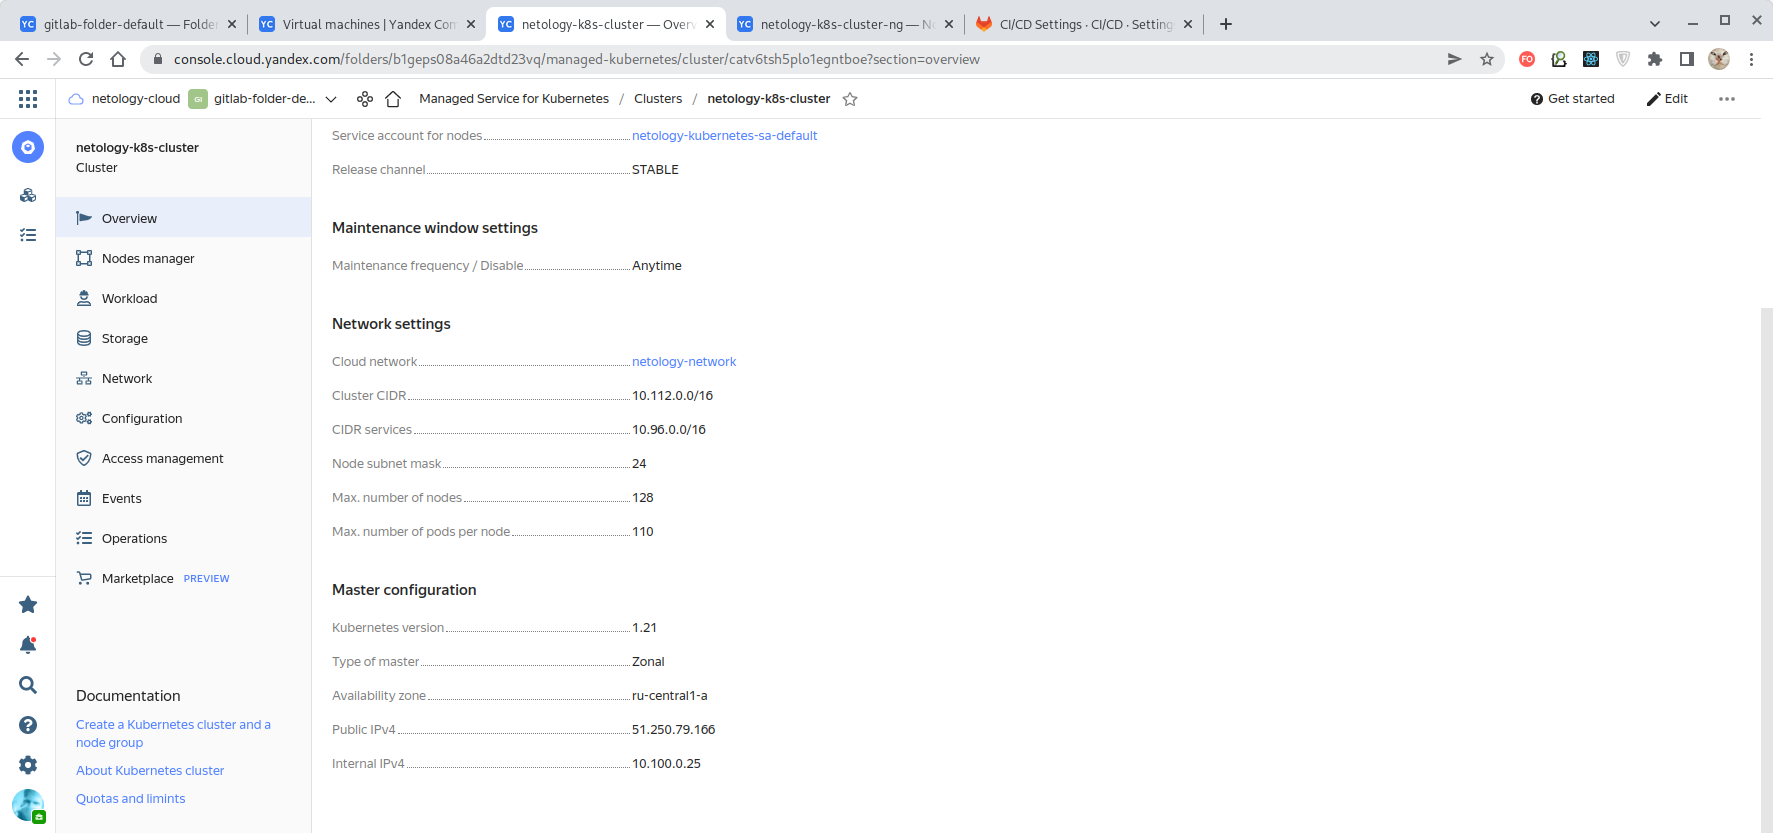 YC gitlab-folder-default — Folde
YC Virtual machines | Yandex Com
YC netology-k8s-cluster — Overv
YC netology-k8s-cluster-ng — No
CI/CD Settings · CI/CD · Setting
console.cloud.yandex.com/folders/b1geps08a46a2dtd23vq/managed-kubernetes/cluster/catv6tsh5plo1egntboe?section=overview
FO
netology-cloud GI gitlab-folder-de... Managed Service for Kubernetes / Clusters / netology-k8s-cluster Get started Edit
netology-k8s-cluster
Cluster
Overview
Nodes manager
Workload
Storage
Network
Configuration
Access management
Events
Operations
Marketplace PREVIEW
Documentation
Create a Kubernetes cluster and a
node group
About Kubernetes cluster
Quotas and limints
Service account for nodes netology-kubernetes-sa-default
Release channel STABLE
Maintenance window settings
Maintenance frequency / Disable Anytime
Network settings
Cloud network netology-network
Cluster CIDR 10.112.0.0/16
CIDR services 10.96.0.0/16
Node subnet mask 24
Max. number of nodes 128
Max. number of pods per node 110
Master configuration
Kubernetes version 1.21
Type of master Zonal
Availability zone ru-central1-a
Public IPv4 51.250.79.166
Internal IPv4 10.100.0.25